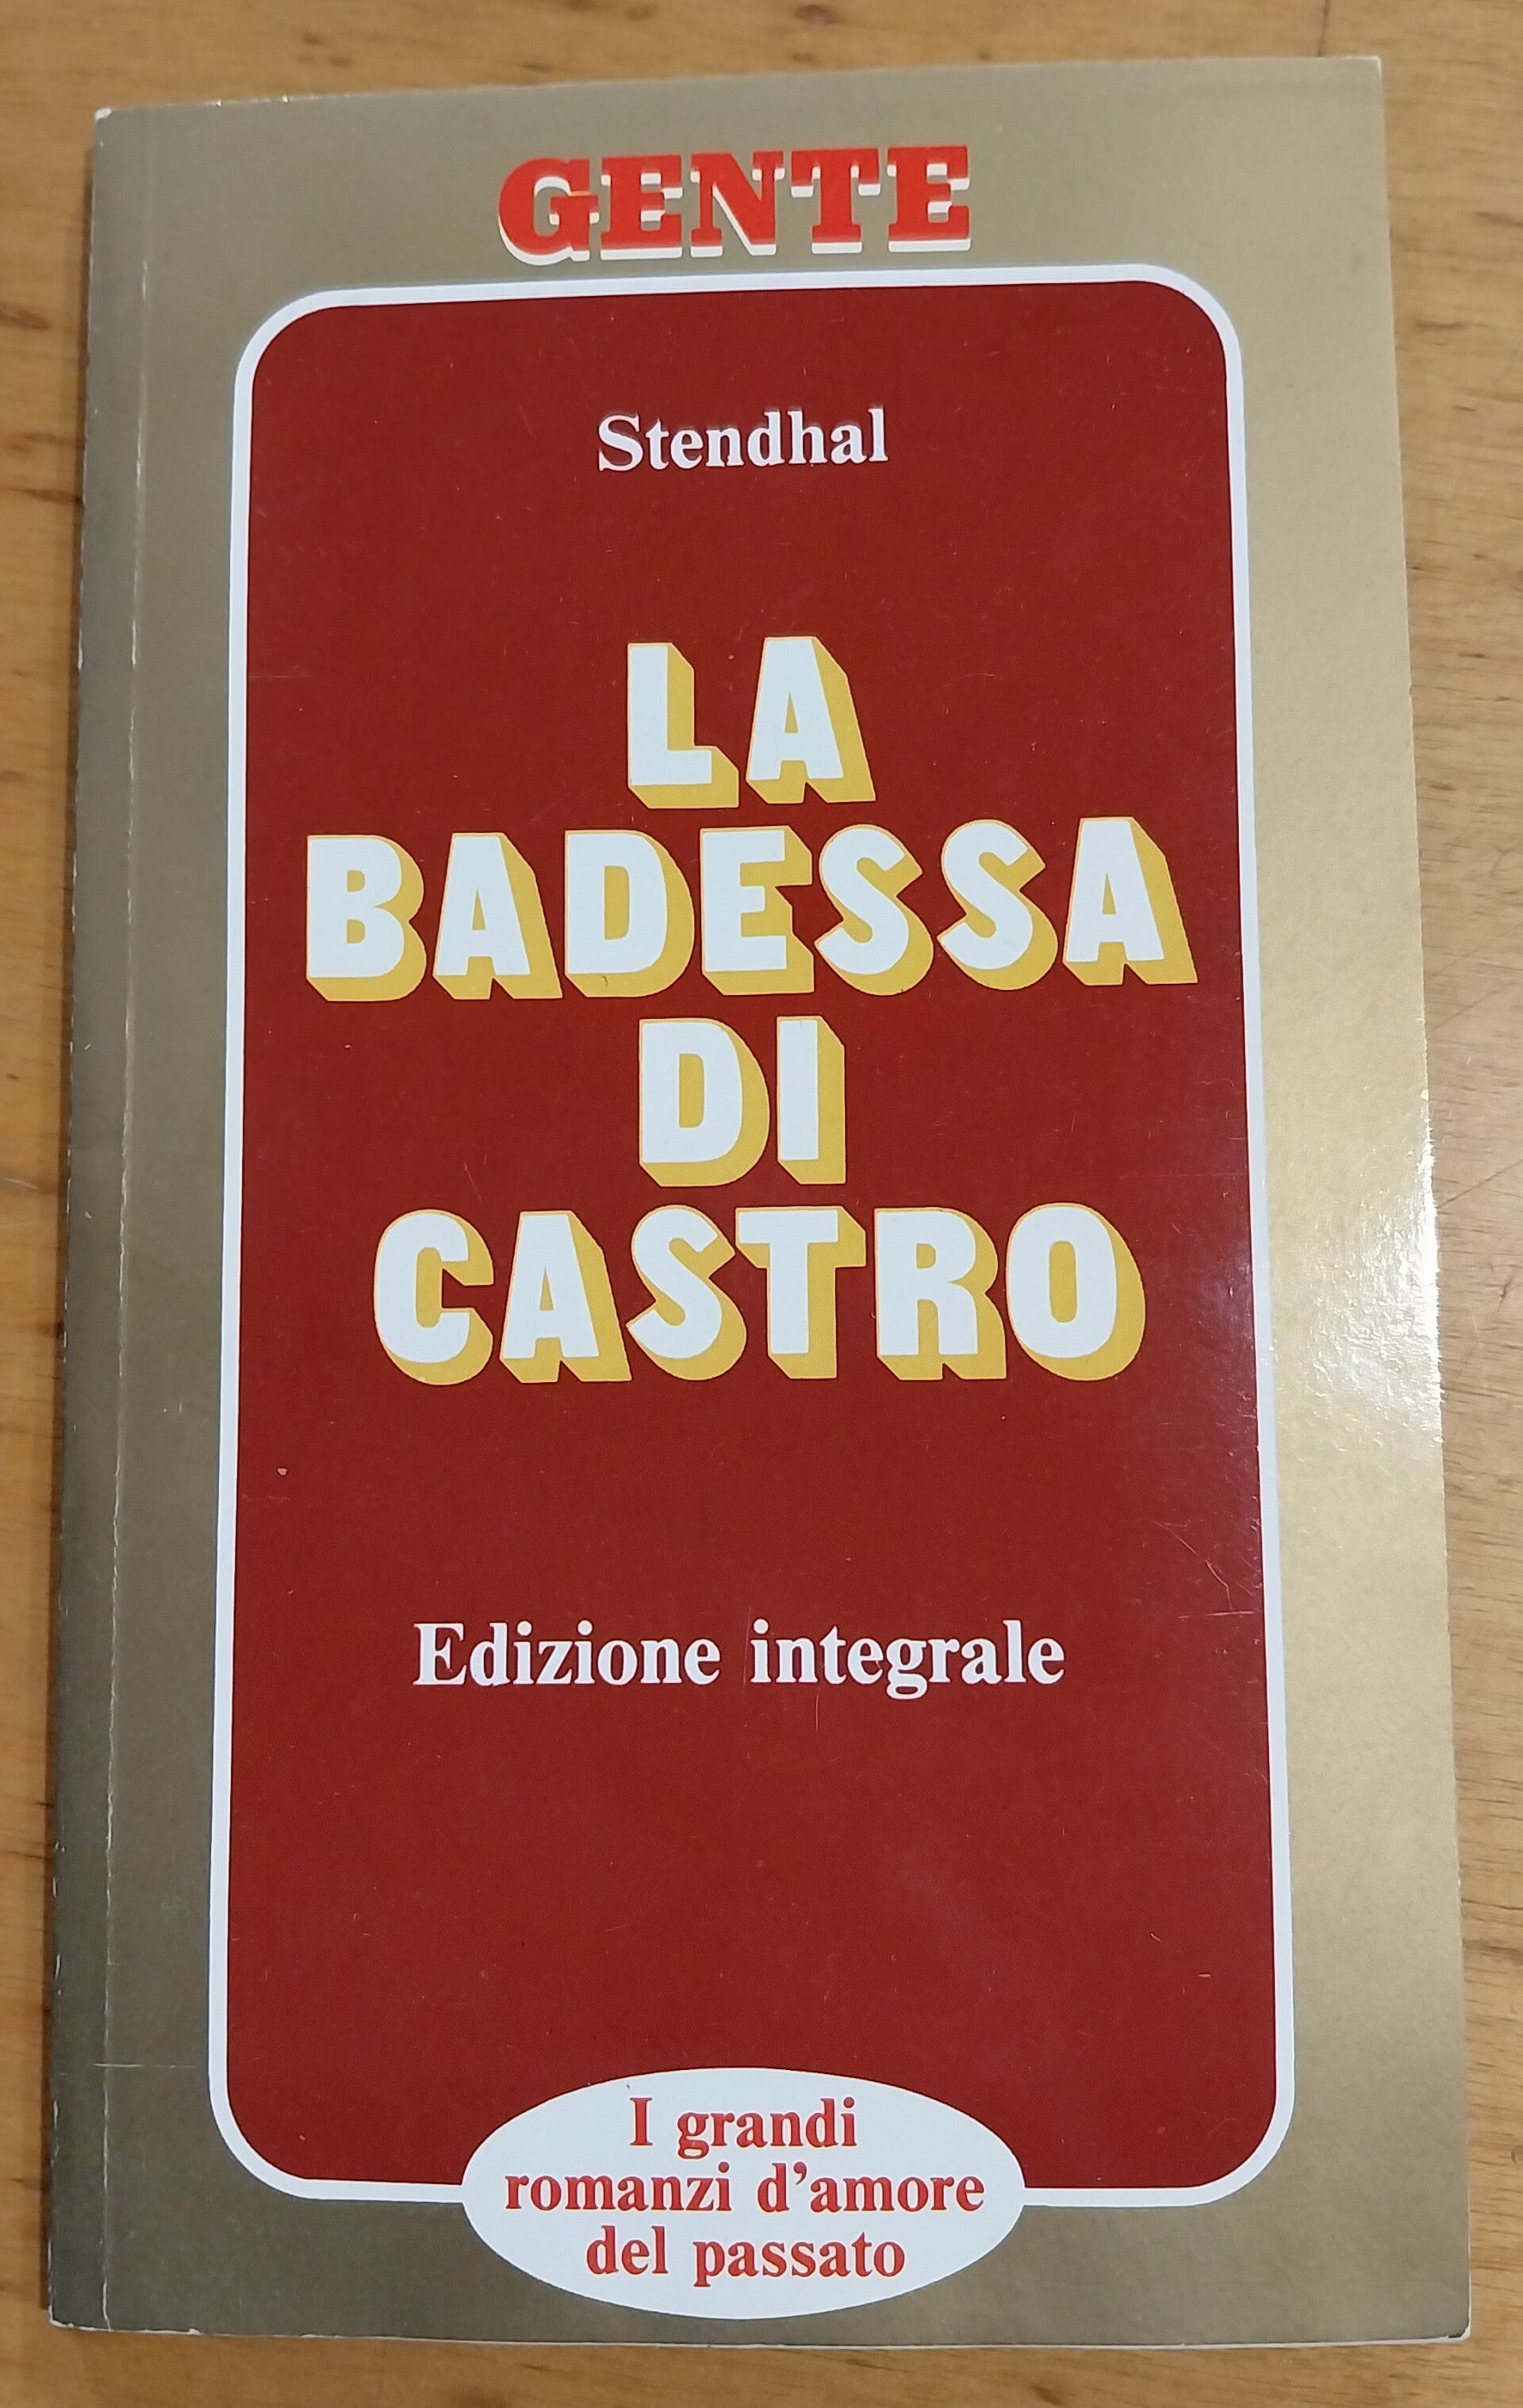 GENTE
Stendhal
LA
BADESSA
DI
CASTRO
Edizione integrale
I grandi
romanzi d'amore
del passato